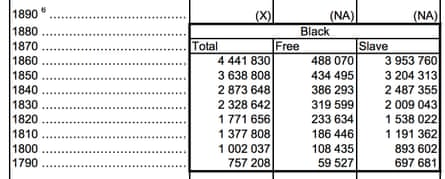 1890 6 .................................. (X) (NA) (NA)
1880 .................................. Black
1870 .................................. Total Free Slave
1860 .................................. 4 441 830 488 070 3 953 760
1850 .................................. 3 638 808 434 495 3 204 313
1840 .................................. 2 873 648 386 293 2 487 355
1830 .................................. 2 328 642 319 599 2 009 043
1820 .................................. 1 771 656 233 634 1 538 022
1810 .................................. 1 377 808 186 446 1 191 362
1800 .................................. 1 002 037 108 435 893 602
1790 .................................. 757 208 59 527 697 681